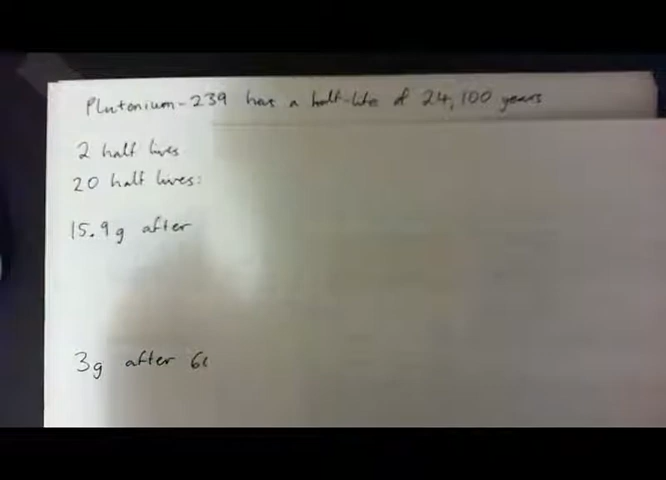 Plutonium-239 has a half-life of 24,100 years
2 half lives
20 half lives:
15.9g after
3g after 6